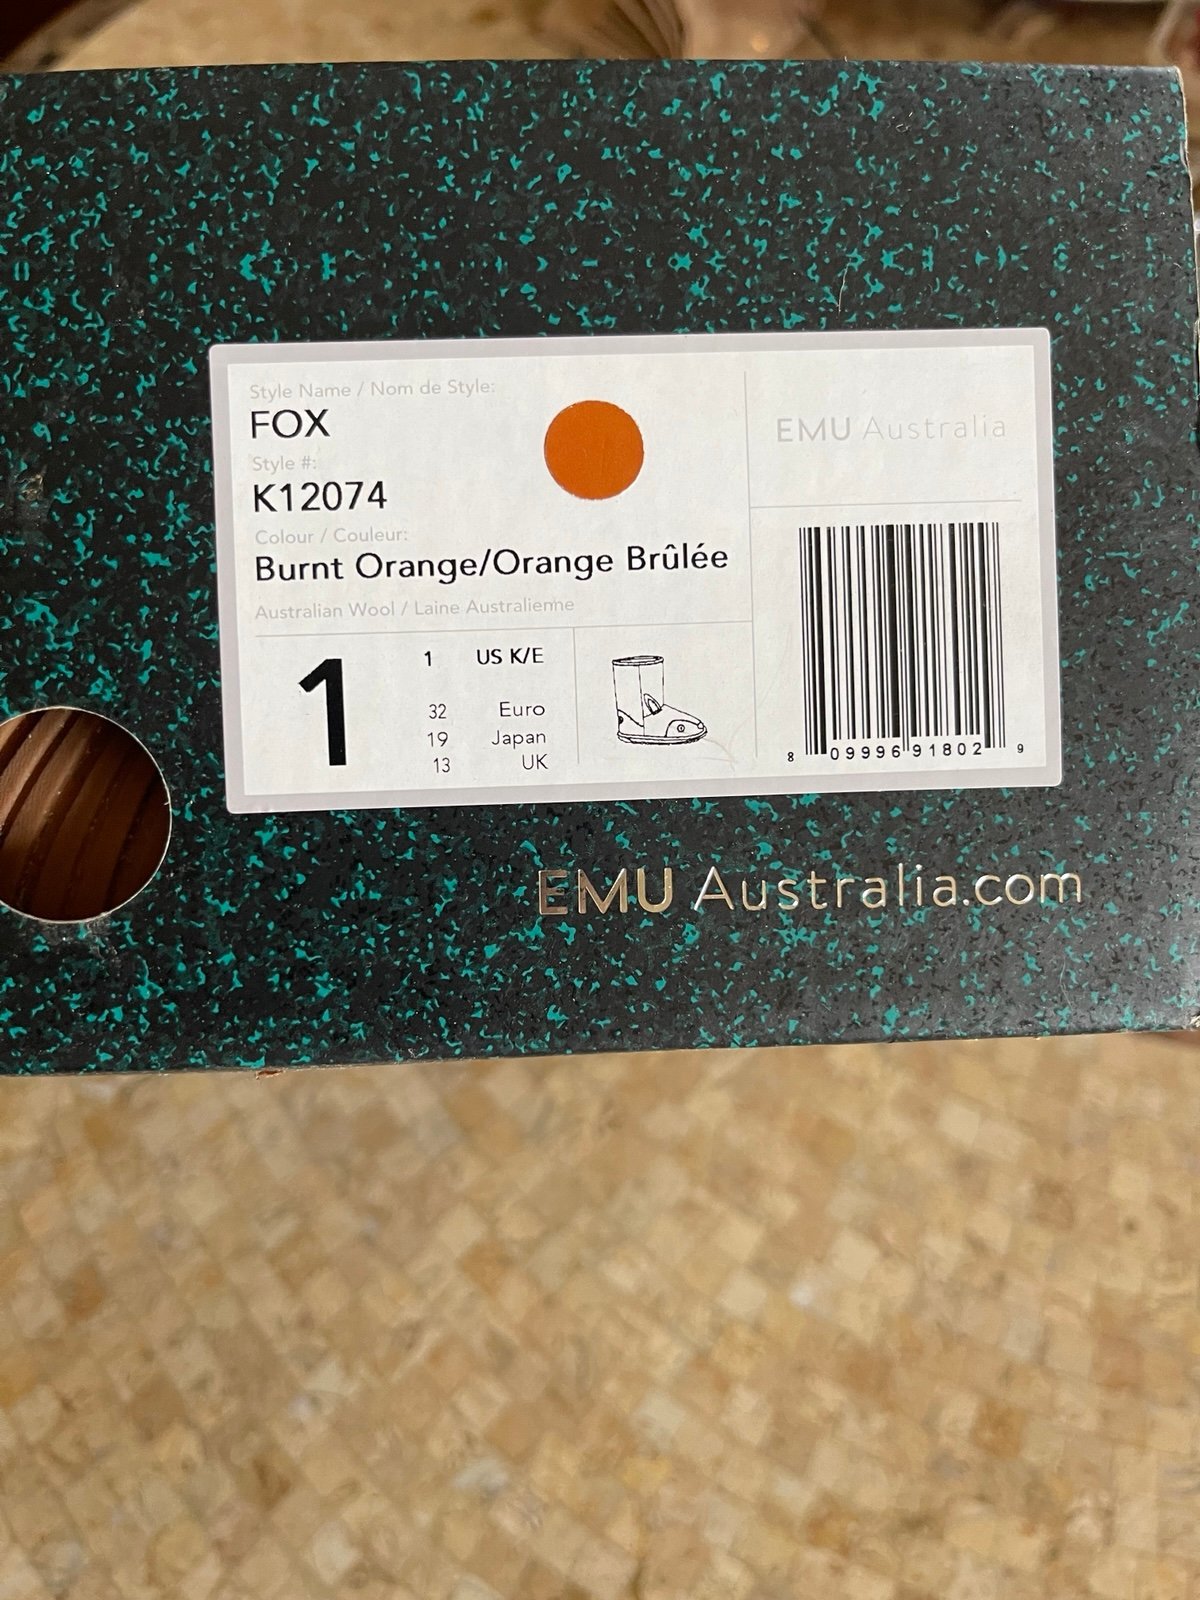 Style Name / Nom de Style:
FOX
Style #:
K12074
Colour / Couleur:
Burnt Orange/Orange Brûlée
Australian Wool / Laine Australienne
1
1 US K/E
32 Euro
19 Japan
13 UK
EMU Australia
8 09996 91802 9
EMU Australia.com